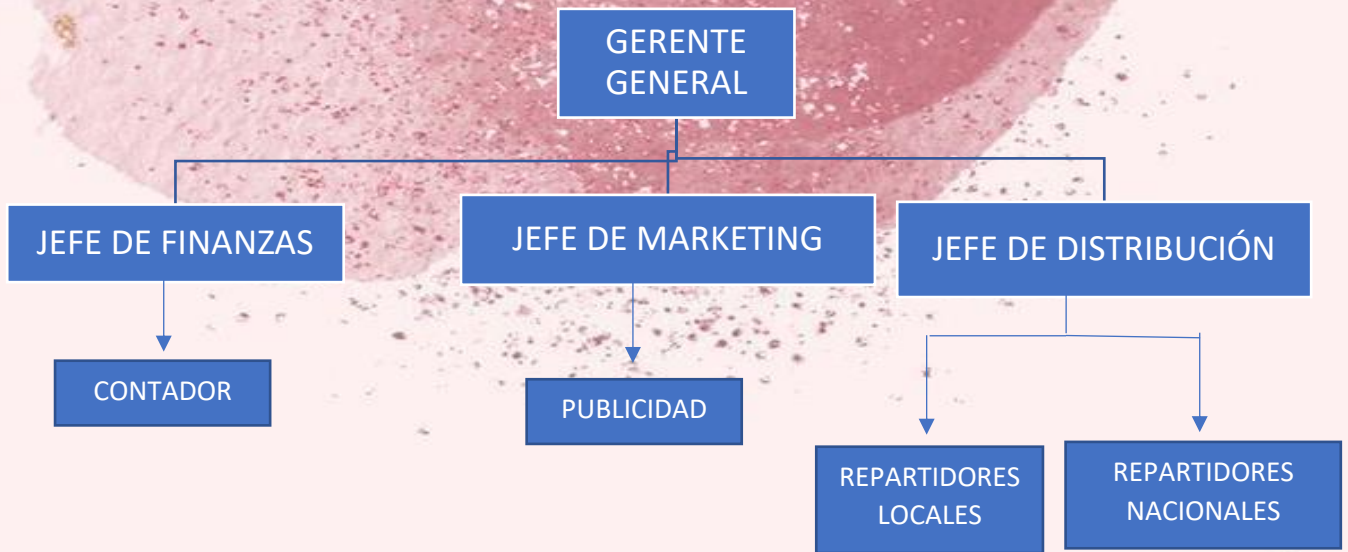 GERENTE
GENERAL
JEFE DE FINANZAS
JEFE DE MARKETING
JEFE DE DISTRIBUCIÓN
CONTADOR
PUBLICIDAD
REPARTIDORES
LOCALES
REPARTIDORES
NACIONALES